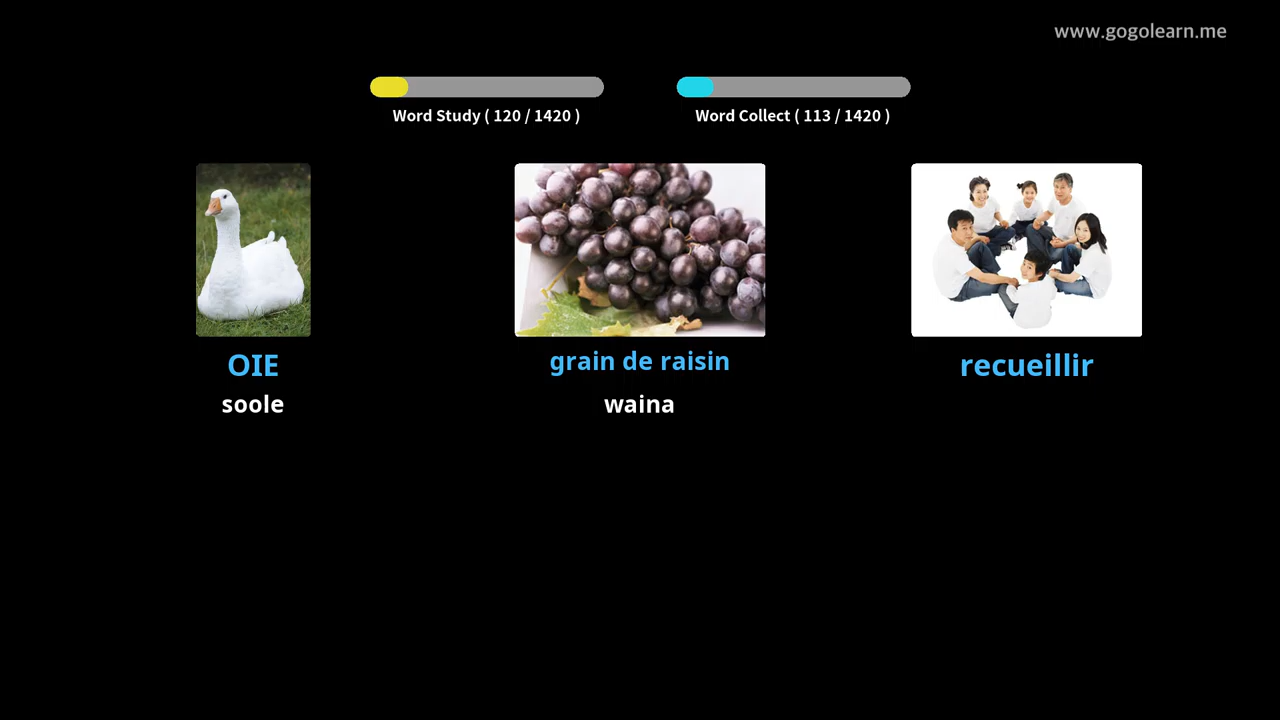 www.gogolearn.me
Word Study ( 120 / 1420 )
Word Collect ( 113 / 1420 )
OIE
soole
grain de raisin
waina
recueillir